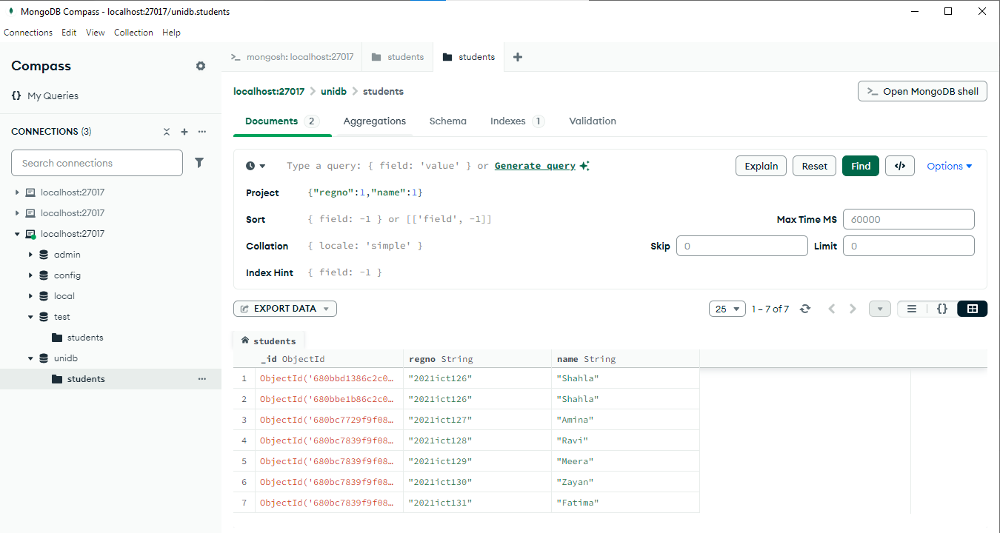 MongoDB Compass - localhost:27017/unidb.students
Connections Edit View Collection Help
Compass
{} My Queries
CONNECTIONS (3)
Search connections
localhost:27017
localhost:27017
localhost:27017
admin
config
local
test
students
unidb
students
>_ mongosh: localhost:27017 students students +
localhost:27017 > unidb > students
>_ Open MongoDB shell
Documents 2 Aggregations Schema Indexes 1 Validation
Type a query: { field: 'value' } or Generate query
Explain Reset Find </> Options
Project {"regno":1,"name":1}
Sort { field: -1 } or [['field', -1]]
Max Time MS 60000
Collation { locale: 'simple' }
Skip 0 Limit 0
Index Hint { field: -1 }
EXPORT DATA
25 1 – 7 of 7 {}
students
_id ObjectId regno String name String
1 ObjectId('680bbd1386c2c0… "2021ict126" "Shahla"
2 ObjectId('680bbe1b86c2c0… "2021ict126" "Shahla"
3 ObjectId('680bc7729f9f08… "2021ict127" "Amina"
4 ObjectId('680bc7839f9f08… "2021ict128" "Ravi"
5 ObjectId('680bc7839f9f08… "2021ict129" "Meera"
6 ObjectId('680bc7839f9f08… "2021ict130" "Zayan"
7 ObjectId('680bc7839f9f08… "2021ict131" "Fatima"